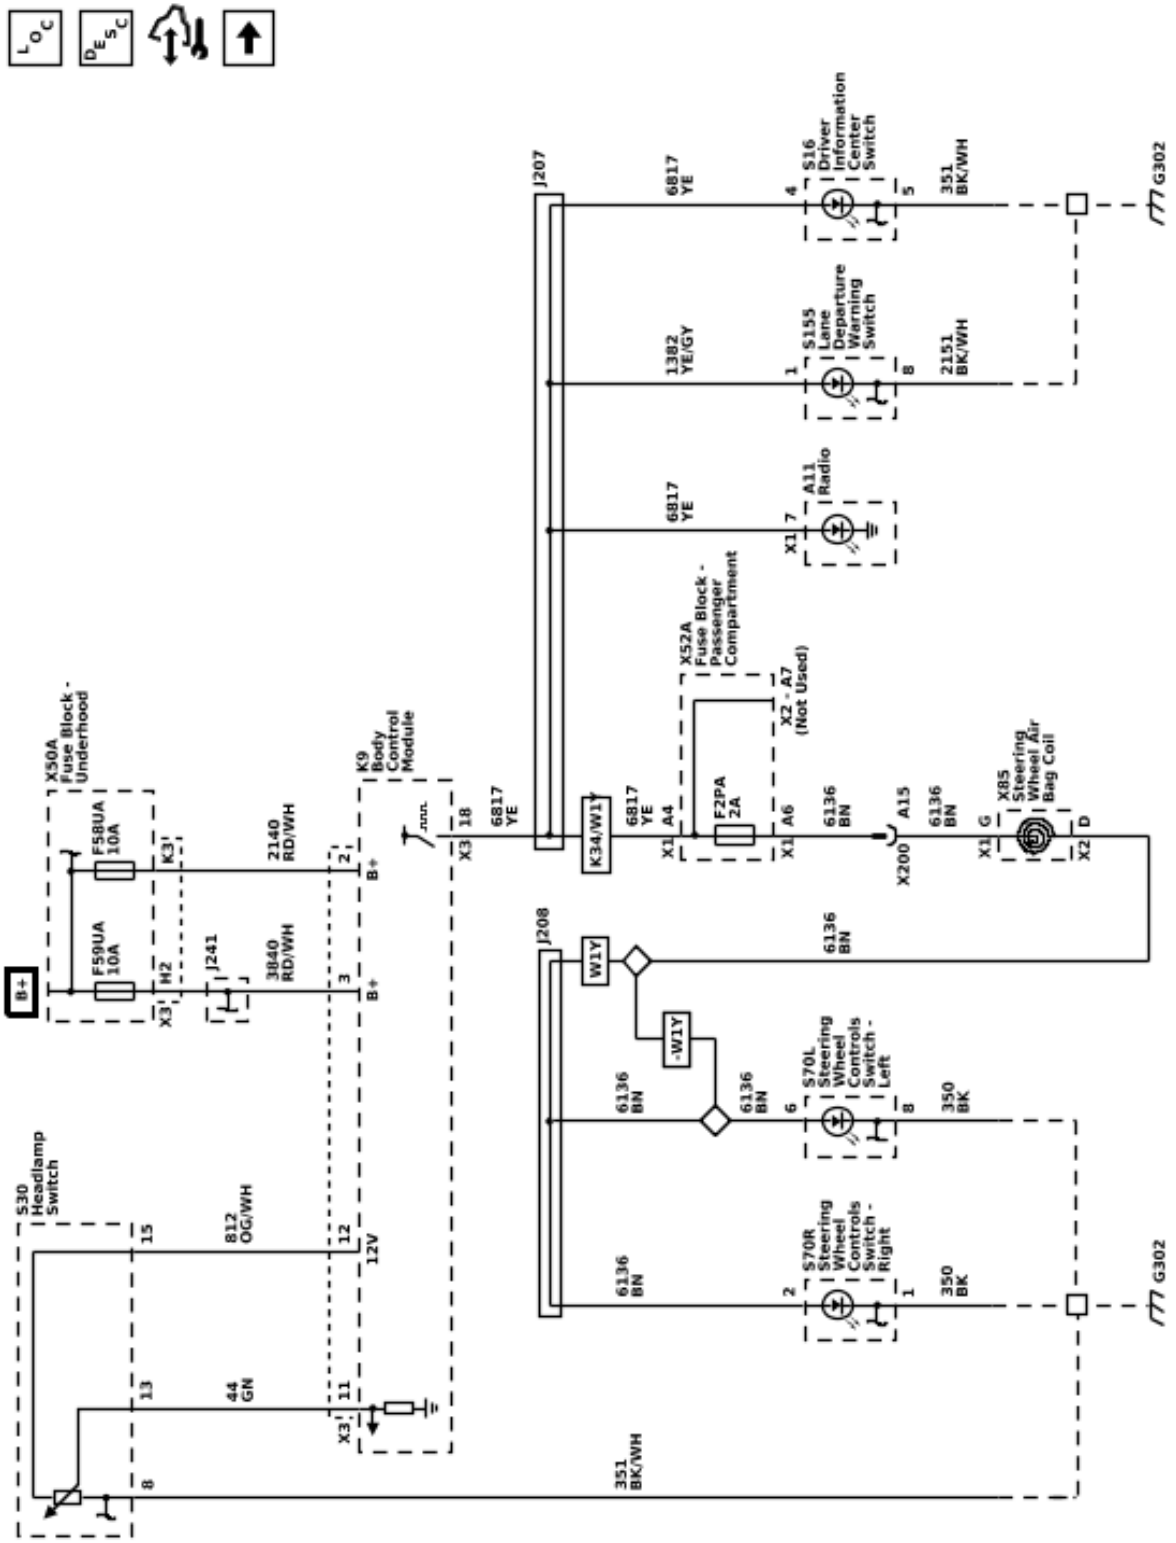 LOC
DESC
B+
S30
Headlamp
Switch
8
13
15
44
GN
812
OG/WH
351
BK/WH
X50A
Fuse Block -
Underhood
F59UA
10A
F58UA
10A
X3
H2
K3
J241
3840
RD/WH
2140
RD/WH
X3
11
12
3
2
12V
B+
B+
K9
Body
Control
Module
X3
18
6817
YE
J207
J208
K34/W1Y
6817
YE
X1
A4
X52A
Fuse Block -
Passenger
Compartment
F2PA
2A
X2 - A7
(Not Used)
X1
A6
6136
BN
X200
A15
6136
BN
X1
G
X85
Steering
Wheel Air
Bag Coil
X2
D
6136
BN
W1Y
-W1Y
6136
BN
6136
BN
6136
BN
6
S70L
Steering
Wheel
Controls
Switch -
Left
8
350
BK
2
S70R
Steering
Wheel
Controls
Switch -
Right
1
350
BK
G302
6817
YE
X1
7
A11
Radio
1382
YE/GY
1
S155
Lane
Departure
Warning
Switch
8
2151
BK/WH
6817
YE
4
S16
Driver
Information
Center
Switch
5
351
BK/WH
G302